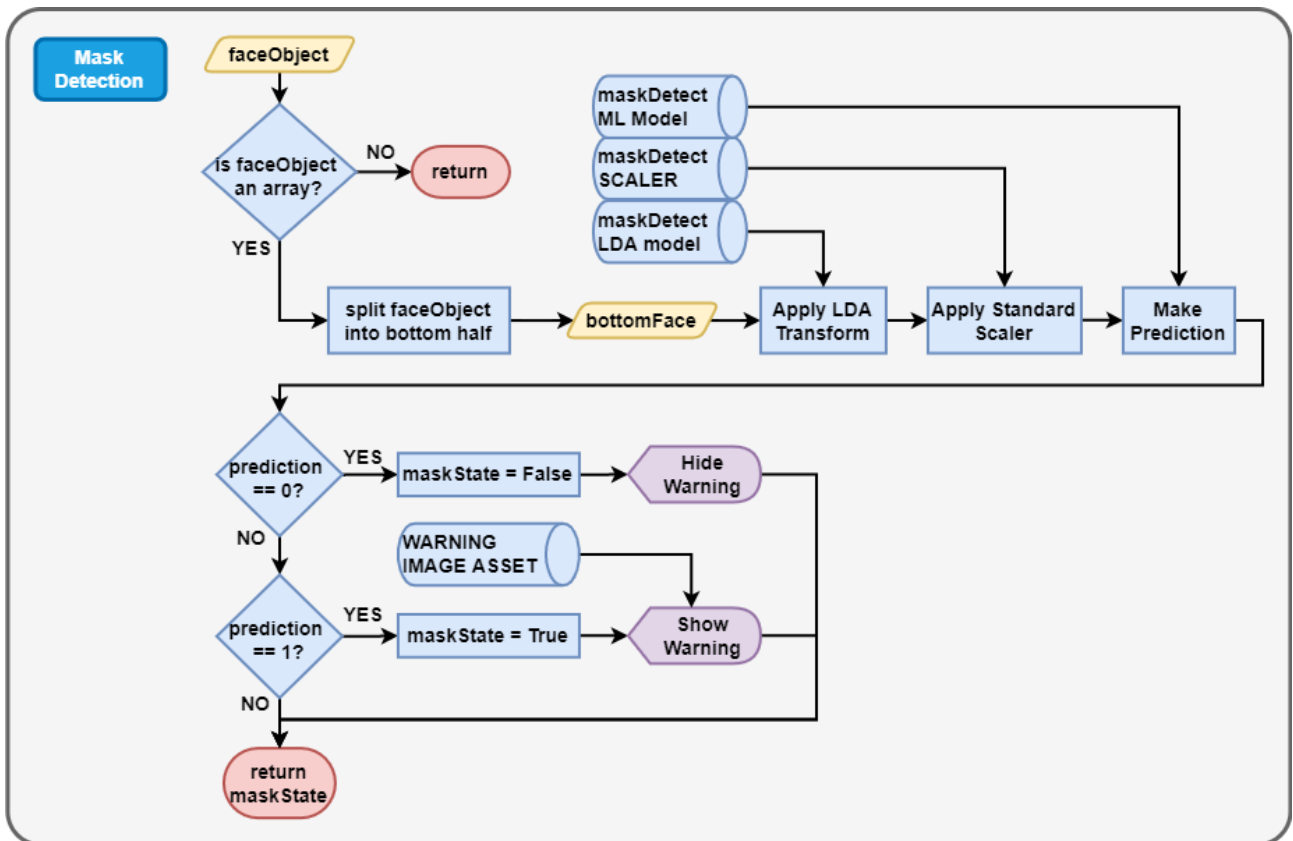 Mask
Detection
faceObject
is faceObject
an array?
NO
return
YES
maskDetect
ML Model
maskDetect
SCALER
maskDetect
LDA model
split faceObject
into bottom half
bottomFace
Apply LDA
Transform
Apply Standard
Scaler
Make
Prediction
prediction
== 0?
YES
maskState = False
Hide
Warning
NO
WARNING
IMAGE ASSET
prediction
== 1?
YES
maskState = True
Show
Warning
NO
return
maskState